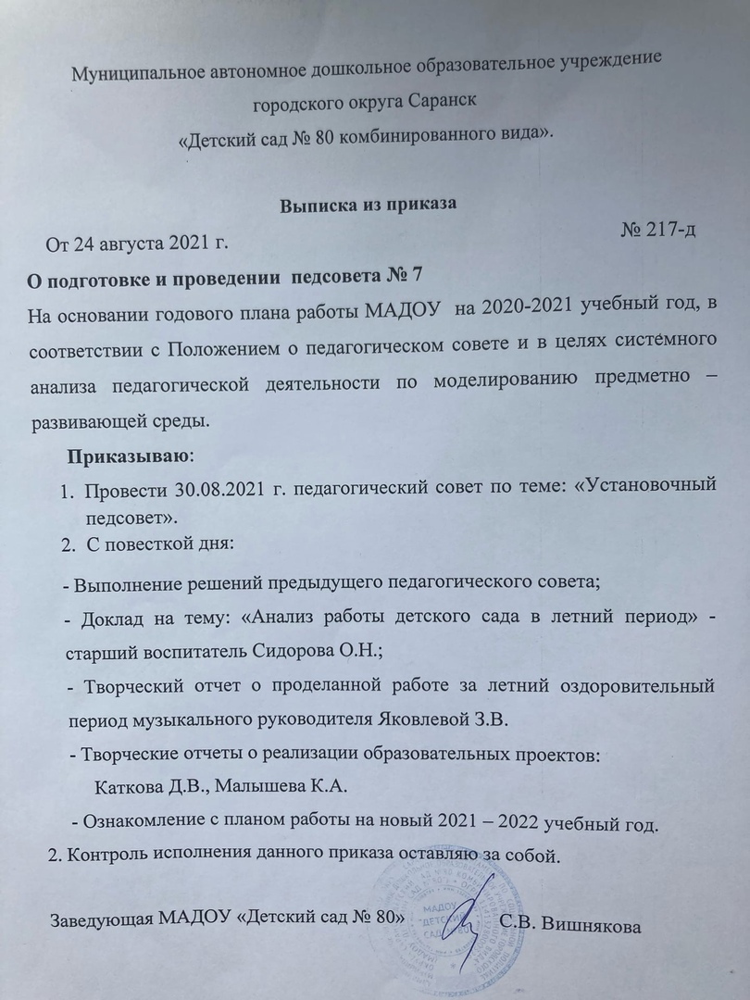 Муниципальное автономное дошкольное образовательное учреждение
городского округа Саранск
«Детский сад № 80 комбинированного вида».
Выписка из приказа
От 24 августа 2021 г. № 217-д
О подготовке и проведении педсовета № 7
На основании годового плана работы МАДОУ на 2020-2021 учебный год, в
соответствии с Положением о педагогическом совете и в целях системного
анализа педагогической деятельности по моделированию предметно –
развивающей среды.
Приказываю:
1. Провести 30.08.2021 г. педагогический совет по теме: «Установочный
педсовет».
2. С повесткой дня:
- Выполнение решений предыдущего педагогического совета;
- Доклад на тему: «Анализ работы детского сада в летний период» -
старший воспитатель Сидорова О.Н.;
- Творческий отчет о проделанной работе за летний оздоровительный
период музыкального руководителя Яковлевой З.В.
- Творческие отчеты о реализации образовательных проектов:
Каткова Д.В., Малышева К.А.
- Ознакомление с планом работы на новый 2021 – 2022 учебный год.
2. Контроль исполнения данного приказа оставляю за собой.
Заведующая МАДОУ «Детский сад № 80» С.В. Вишнякова
МАДОУ
"ДЕТСКИЙ
САД №80"